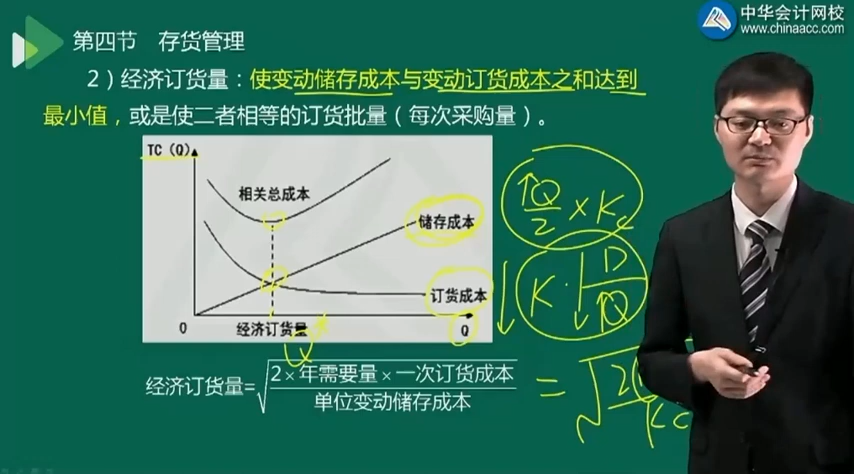 中华会计网校
www.chinaacc.com
第四节 存货管理
2）经济订货量：使变动储存成本与变动订货成本之和达到
最小值，或是使二者相等的订货批量（每次采购量）。
TC（Q）
相关总成本
储存成本
订货成本
0
经济订货量
Q
Q
↑Q/2 × Kc
↓ K · ↓ D/↑Q
经济订货量=√2×年需要量×一次订货成本
单位变动储存成本
= √2
Kc